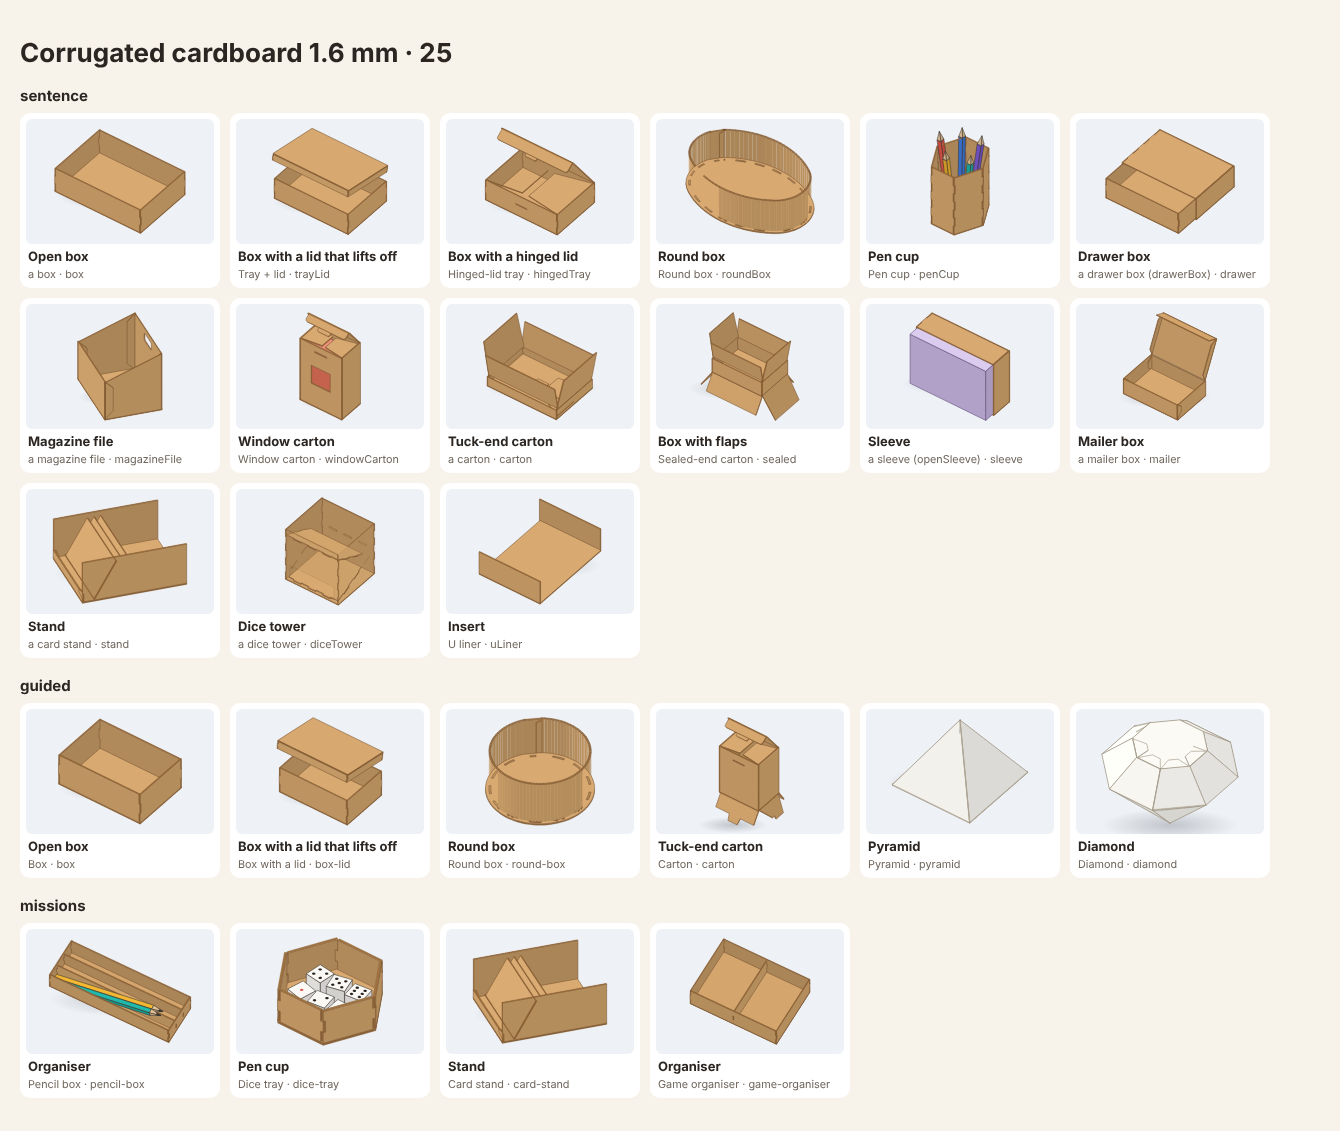 Corrugated cardboard 1.6 mm · 25
sentence
Open box
a box · box
Box with a lid that lifts off
Tray + lid · trayLid
Box with a hinged lid
Hinged-lid tray · hingedTray
Round box
Round box · roundBox
Pen cup
Pen cup · penCup
Drawer box
a drawer box (drawerBox) · drawer
Magazine file
a magazine file · magazineFile
Window carton
Window carton · windowCarton
Tuck-end carton
a carton · carton
Box with flaps
Sealed-end carton · sealed
Sleeve
a sleeve (openSleeve) · sleeve
Mailer box
a mailer box · mailer
Stand
a card stand · stand
Dice tower
a dice tower · diceTower
Insert
U liner · uLiner
guided
Open box
Box · box
Box with a lid that lifts off
Box with a lid · box-lid
Round box
Round box · round-box
Tuck-end carton
Carton · carton
Pyramid
Pyramid · pyramid
Diamond
Diamond · diamond
missions
Organiser
Pencil box · pencil-box
Pen cup
Dice tray · dice-tray
Stand
Card stand · card-stand
Organiser
Game organiser · game-organiser